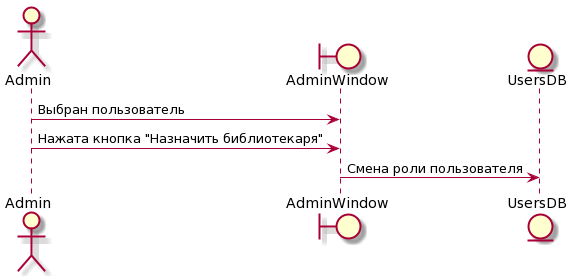 Admin
AdminWindow
UsersDB
Выбран пользователь
Нажата кнопка "Назначить библиотекаря"
Смена роли пользователя
Admin
AdminWindow
UsersDB